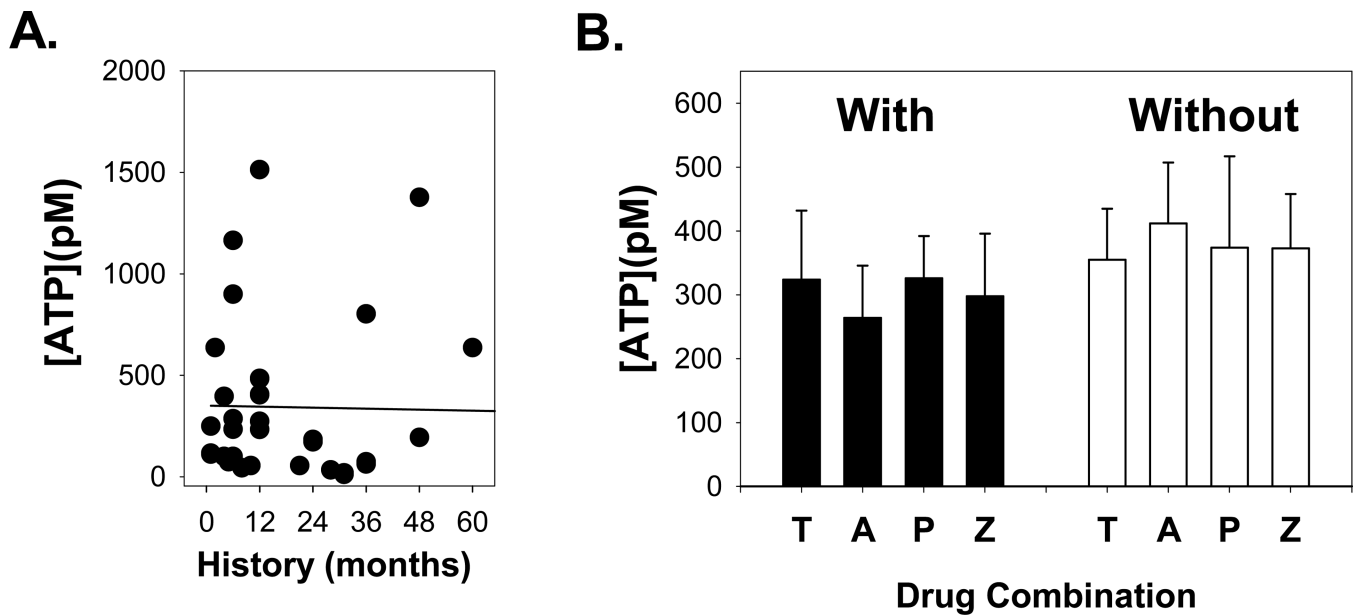 A.
2000
1500
1000
500
0
[ATP](pM)
0 12 24 36 48 60
History (months)
B.
With Without
600
500
400
300
200
100
0
[ATP](pM)
T A P Z T A P Z
Drug Combination